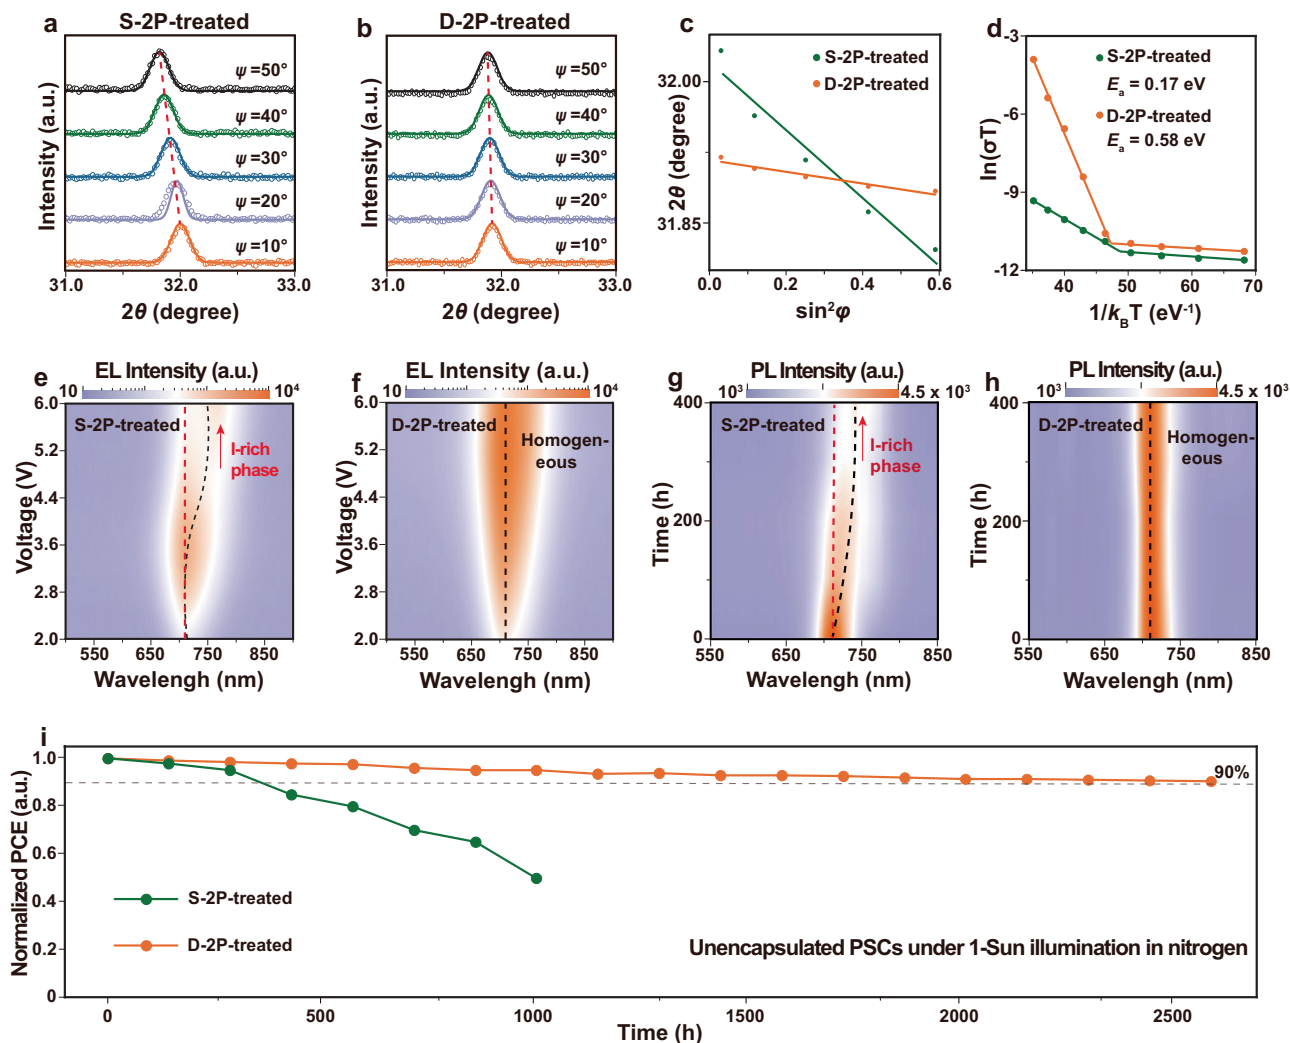 a
S-2P-treated
Intensity (a.u.)
ψ=50°
ψ=40°
ψ=30°
ψ=20°
ψ=10°
31.0 32.0 33.0
2θ (degree)
b
D-2P-treated
Intensity (a.u.)
ψ=50°
ψ=40°
ψ=30°
ψ=20°
ψ=10°
31.0 32.0 33.0
2θ (degree)
c
2θ (degree)
32.00
31.85
S-2P-treated
D-2P-treated
0.0 0.2 0.4 0.6
sin²φ
d
ln(σT)
-3
-6
-9
-12
S-2P-treated
Eₐ = 0.17 eV
D-2P-treated
Eₐ = 0.58 eV
40 50 60 70
1/k_BT (eV⁻¹)
e
EL Intensity (a.u.)
10 10⁴
Voltage (V)
6.0
5.2
4.4
3.6
2.8
2.0
S-2P-treated
I-rich
phase
550 650 750 850
Wavelengh (nm)
f
EL Intensity (a.u.)
10 10⁴
Voltage (V)
6.0
5.2
4.4
3.6
2.8
2.0
D-2P-treated
Homogen-
eous
550 650 750 850
Wavelengh (nm)
g
PL Intensity (a.u.)
10³ 4.5 x 10³
Time (h)
400
200
0
S-2P-treated
I-rich
phase
550 650 750 850
Wavelengh (nm)
h
PL Intensity (a.u.)
10³ 4.5 x 10³
Time (h)
400
200
0
D-2P-treated
Homogen-
eous
550 650 750 850
Wavelengh (nm)
i
Normalized PCE (a.u.)
1.0
0.8
0.6
0.4
0.2
0
90%
S-2P-treated
D-2P-treated
Unencapsulated PSCs under 1-Sun illumination in nitrogen
0 500 1000 1500 2000 2500
Time (h)